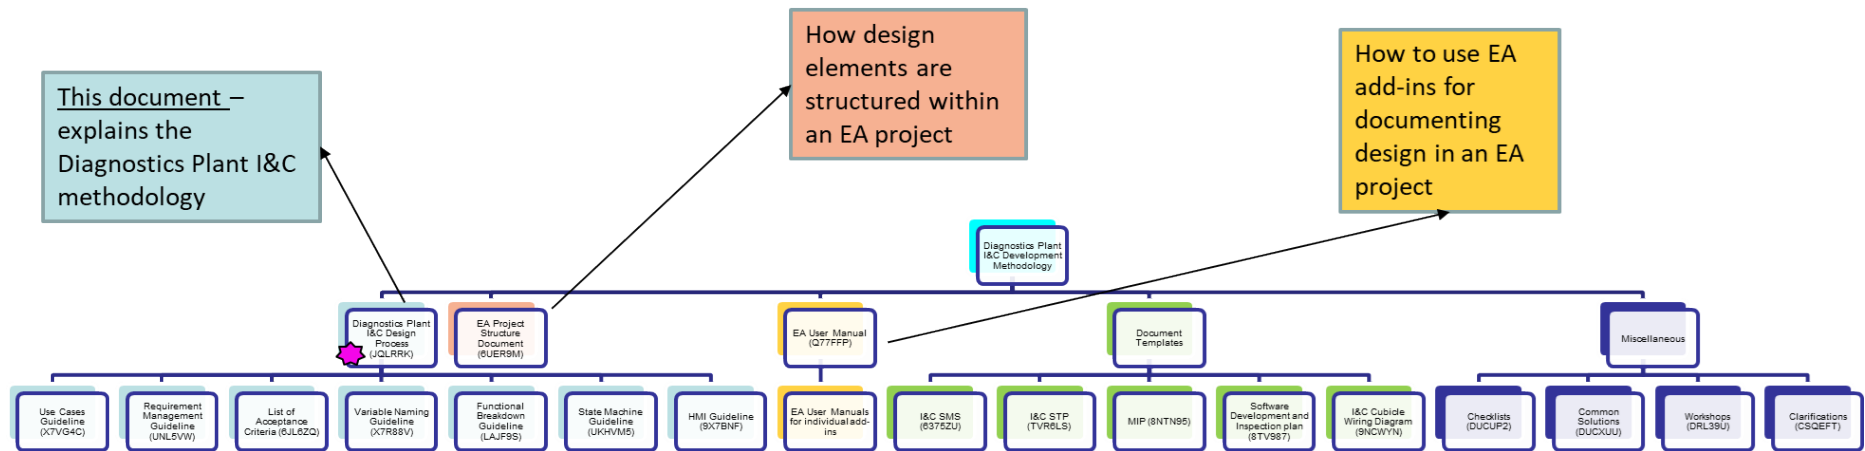 This document –
explains the
Diagnostics Plant I&C
methodology
How design
elements are
structured within
an EA project
How to use EA
add-ins for
documenting
design in an EA
project
Diagnostics Plant
I&C Development
Methodology
Diagnostics Plant
I&C Design
Process
(JQLRRK)
EA Project
Structure
Document
(6UER9M)
EA User Manual
(Q77FFP)
Document
Templates
Miscellaneous
Use Cases
Guideline
(X7VG4C)
Requirement
Management
Guideline
(UNL5VW)
List of
Acceptance
Criteria (6JL6ZQ)
Variable Naming
Guideline
(X7R88V)
Functional
Breakdown
Guideline
(LAJF9S)
State Machine
Guideline
(UKHVM5)
HMI Guideline
(9X7BNF)
EA User Manuals
for individual add-
ins
I&C SMS
(6375ZU)
I&C STP
(TVR6LS)
MIP (8NTN95)
Software
Development and
Inspection plan
(8TV987)
I&C Cubicle
Wiring Diagram
(9NCWYN)
Checklists
(DUCUP2)
Common
Solutions
(DUCXUU)
Workshops
(DRL39U)
Clarifications
(CSQEFT)